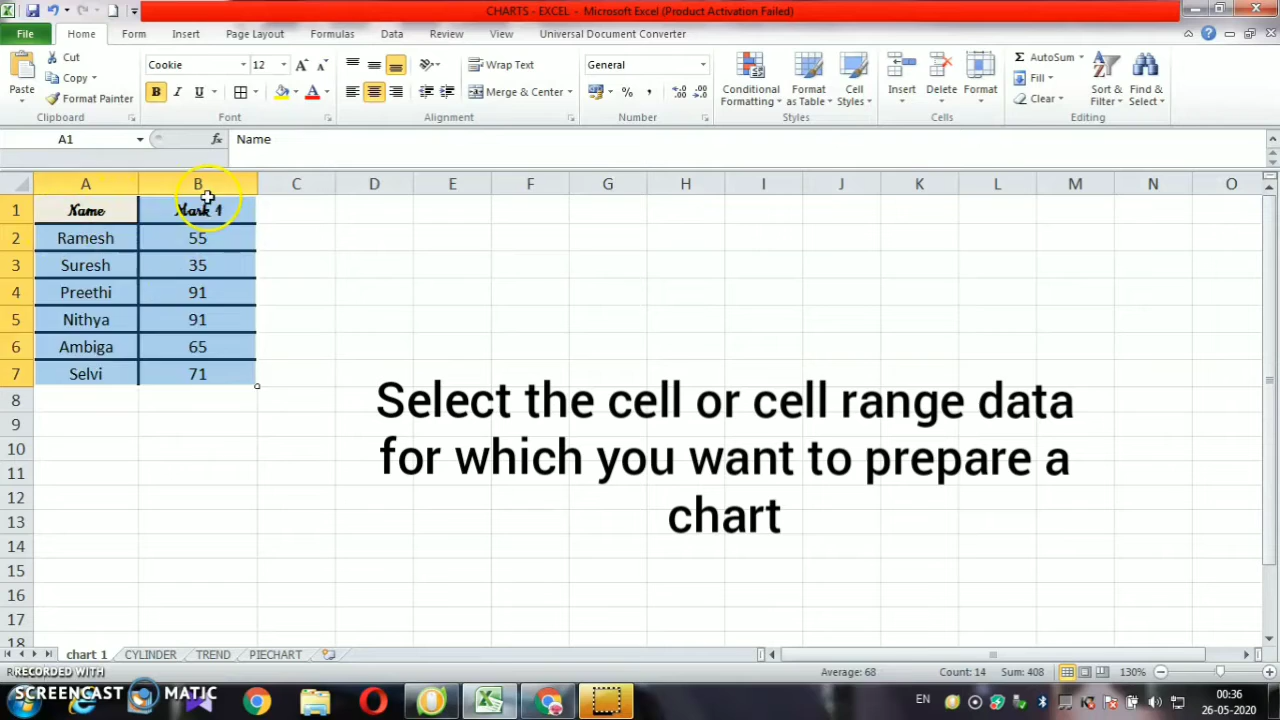 CHARTS - EXCEL - Microsoft Excel (Product Activation Failed)
File Home Insert Form Insert Page Layout Formulas Data Review View Universal Document Converter
Cut
Copy
Format Painter
Paste
Clipboard
Cookie 12
Font
Wrap Text
Merge & Center
Alignment
General
Number
Conditional Formatting
Format as Table
Cell Styles
Styles
Insert Delete Format
Cells
AutoSum
Fill
Clear
Sort & Filter
Find & Select
Editing
A1 fx Name
A B C D E F G H I J K L M N O
1 Name Mark 1
2 Ramesh 55
3 Suresh 35
4 Preethi 91
5 Nithya 91
6 Ambiga 65
7 Selvi 71
8
9
10
11
12
13
14
15
16
17
18
Select the cell or cell range data
for which you want to prepare a
chart
chart 1 CYLINDER TREND PIECHART
Average: 68 Count: 14 Sum: 408 130%
RECORDED WITH
SCREENCAST MATIC
EN 00:36
26-05-2020